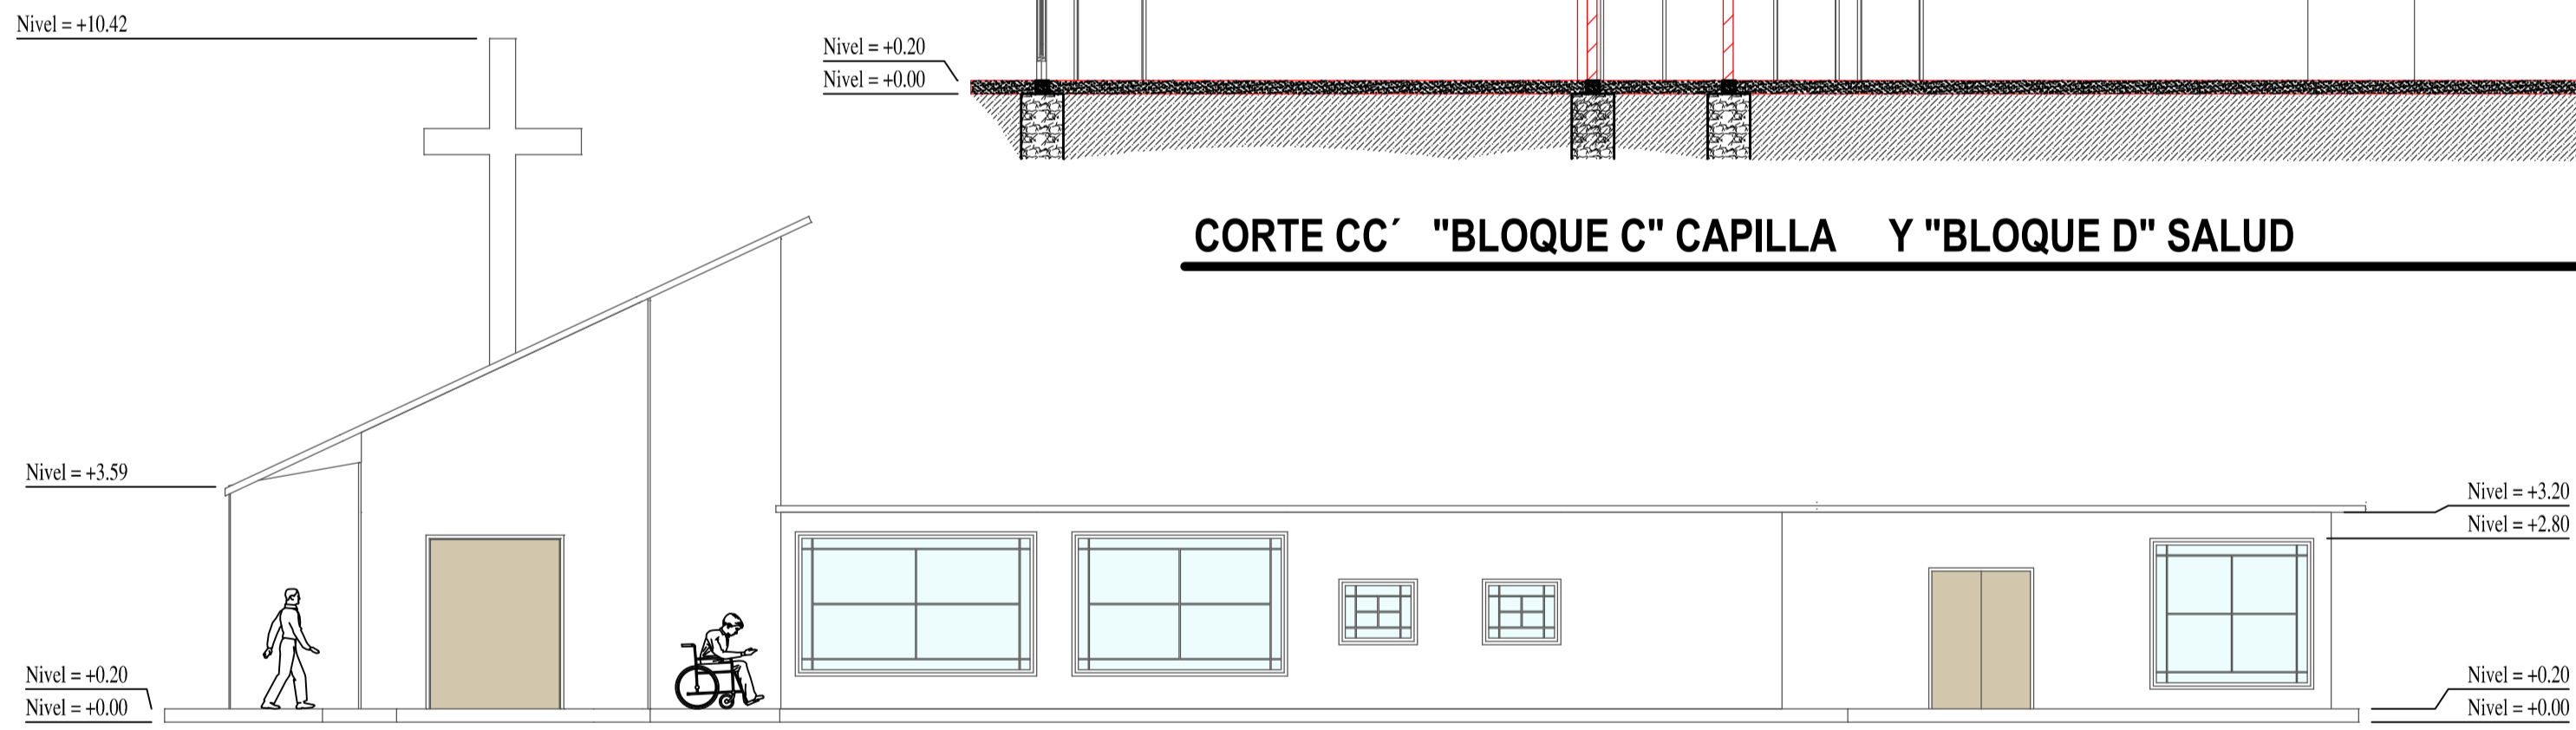 Nivel = +10.42
Nivel = +0.20
Nivel = +0.00
CORTE CC´ "BLOQUE C" CAPILLA Y "BLOQUE D" SALUD
Nivel = +3.59
Nivel = +3.20
Nivel = +2.80
Nivel = +0.20
Nivel = +0.00
Nivel = +0.20
Nivel = +0.00